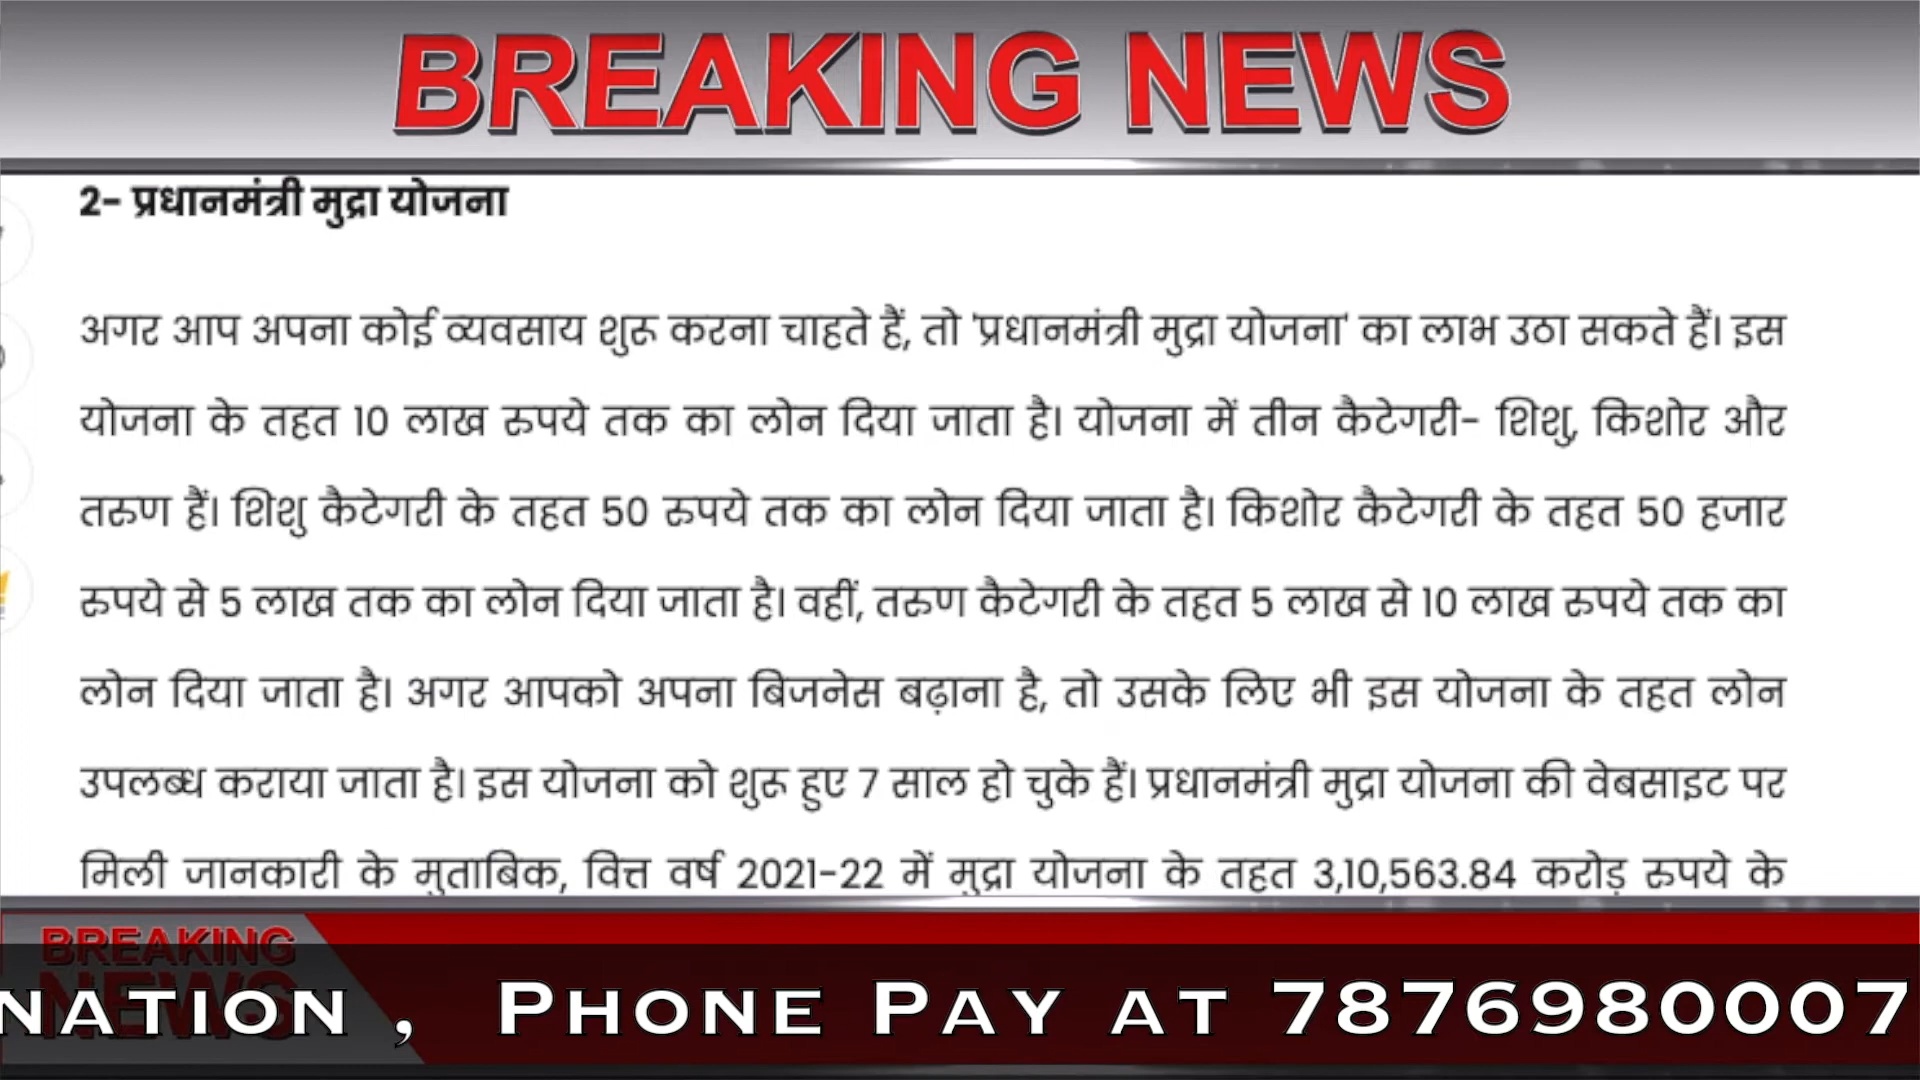 BREAKING NEWS
2- प्रधानमंत्री मुद्रा योजना
अगर आप अपना कोई व्यवसाय शुरू करना चाहते हैं, तो 'प्रधानमंत्री मुद्रा योजना' का लाभ उठा सकते हैं। इस
योजना के तहत 10 लाख रुपये तक का लोन दिया जाता है। योजना में तीन कैटेगरी- शिशु, किशोर और
तरुण हैं। शिशु कैटेगरी के तहत 50 रुपये तक का लोन दिया जाता है। किशोर कैटेगरी के तहत 50 हजार
रुपये से 5 लाख तक का लोन दिया जाता है। वहीं, तरुण कैटेगरी के तहत 5 लाख से 10 लाख रुपये तक का
लोन दिया जाता है। अगर आपको अपना बिजनेस बढ़ाना है, तो उसके लिए भी इस योजना के तहत लोन
उपलब्ध कराया जाता है। इस योजना को शुरू हुए 7 साल हो चुके हैं। प्रधानमंत्री मुद्रा योजना की वेबसाइट पर
मिली जानकारी के मुताबिक, वित्त वर्ष 2021-22 में मुद्रा योजना के तहत 3,10,563.84 करोड़ रुपये के
BREAKING
NEWS
NATION , PHONE PAY AT 7876980007